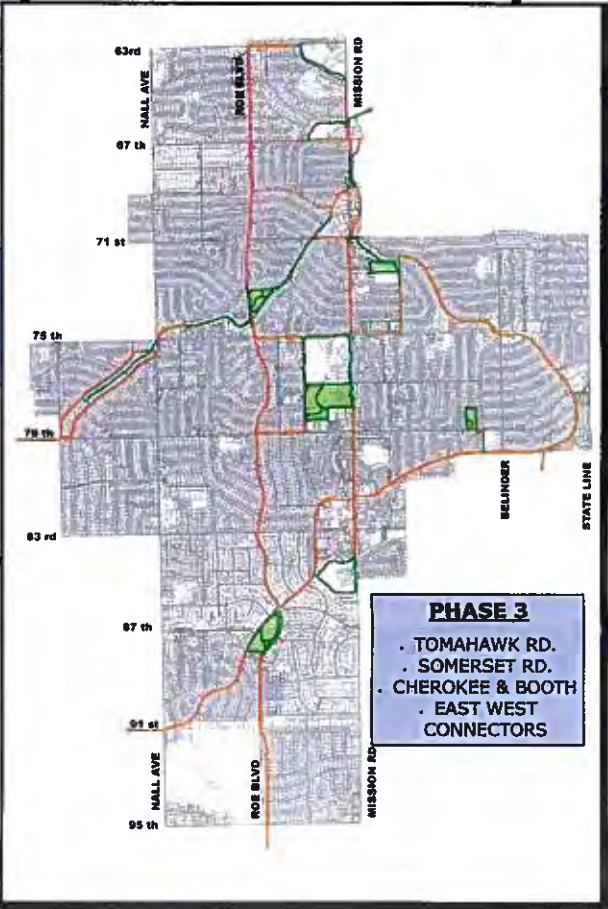 63rd
NALL AVE
ROE BLVD
MISSION RD
67 th
71 st
75 th
79 th
BELINDER
STATE LINE
83 rd
87 th
PHASE 3
. TOMAHAWK RD.
. SOMERSET RD.
. CHEROKEE & BOOTH
. EAST WEST
CONNECTORS
91 st
NALL AVE
ROE BLVD
MISSION RD
95 th